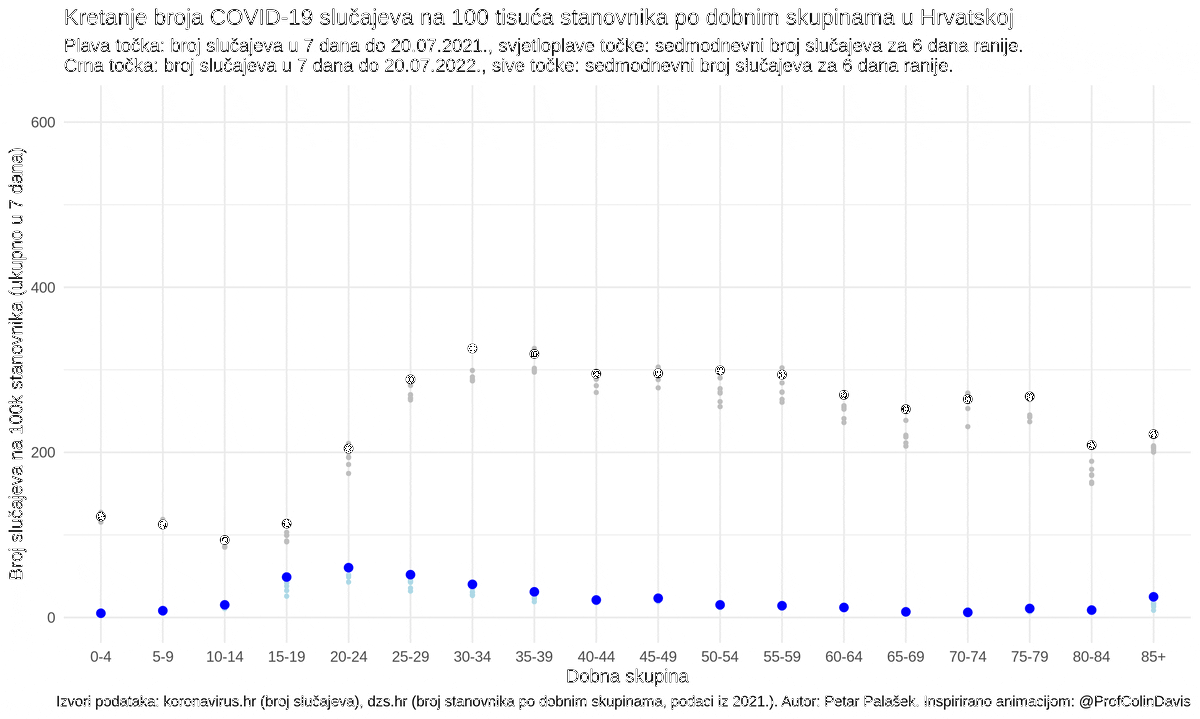 Kretanje broja COVID-19 slučajeva na 100 tisuća stanovnika po dobnim skupinama u Hrvatskoj
Plava točka: broj slučajeva u 7 dana do 20.07.2021., svjetloplave točke: sedmodnevni broj slučajeva za 6 dana ranije.
Crna točka: broj slučajeva u 7 dana do 20.07.2022., sive točke: sedmodnevni broj slučajeva za 6 dana ranije.
Broj slučajeva na 100k stanovnika (ukupno u 7 dana)
600
400
200
0
0-4 5-9 10-14 15-19 20-24 25-29 30-34 35-39 40-44 45-49 50-54 55-59 60-64 65-69 70-74 75-79 80-84 85+
Dobna skupina
Izvori podataka: koronavirus.hr (broj slučajeva), dzs.hr (broj stanovnika po dobnim skupinama, podaci iz 2021.). Autor: Petar Palašek. Inspirirano animacijom: @ProfColinDavis